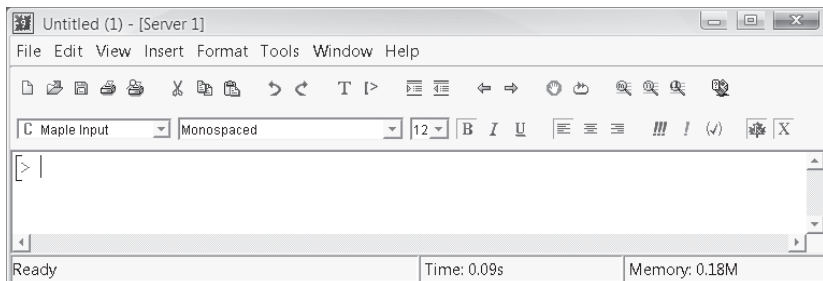 Untitled (1) - [Server 1]
File Edit View Insert Format Tools Window Help
T [>
C Maple Input Monospaced 12 B I U !!! ! (√) X
[>
Ready Time: 0.09s Memory: 0.18M